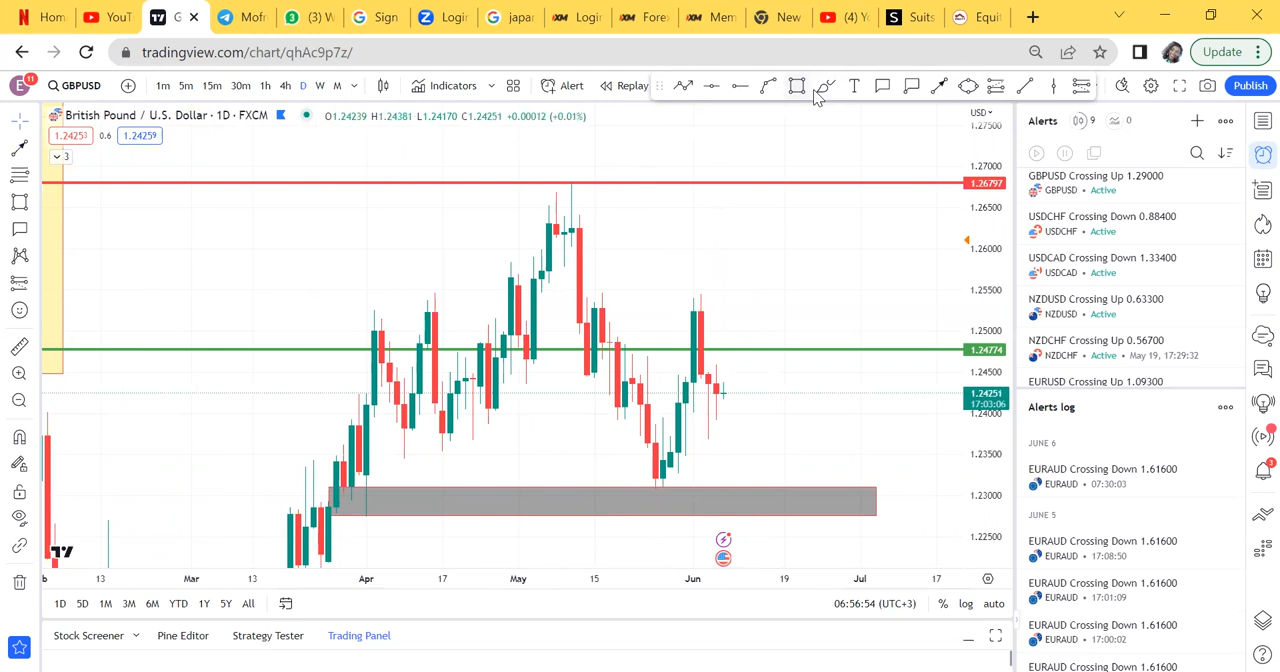 Hom
YouT
G
Mofr
(3) W
Sign
Logir
japar
Logir
Fore
Mem
New
(4) Y
Suits
Equit
tradingview.com/chart/qhAc9p7z/
Update
E 11
GBPUSD
1m 5m 15m 30m 1h 4h D W M
Indicators
Alert
Replay
Publish
British Pound / U.S. Dollar · 1D · FXCM
O1.24239 H1.24381 L1.24170 C1.24251 +0.00012 (+0.01%)
1.24253 0.6 1.24259
3
USD
1.27500
1.27000
1.26797
1.26500
1.26000
1.25500
1.25000
1.24774
1.24500
1.24251
17:03:06
1.24000
1.23500
1.23000
1.22500
b 13 Mar 13 Apr 17 May 15 Jun 19 Jul 17
1D 5D 1M 3M 6M YTD 1Y 5Y All
06:56:54 (UTC+3)
% log auto
Stock Screener
Pine Editor
Strategy Tester
Trading Panel
Alerts
9
0
GBPUSD Crossing Up 1.29000
GBPUSD • Active
USDCHF Crossing Down 0.88400
USDCHF • Active
USDCAD Crossing Down 1.33400
USDCAD • Active
NZDUSD Crossing Up 0.63300
NZDUSD • Active
NZDCHF Crossing Up 0.56700
NZDCHF • Active • May 19, 17:29:32
EURUSD Crossing Up 1.09300
Alerts log
JUNE 6
EURAUD Crossing Down 1.61600
EURAUD • 07:30:03
JUNE 5
EURAUD Crossing Down 1.61600
EURAUD • 17:08:50
EURAUD Crossing Down 1.61600
EURAUD • 17:01:09
EURAUD Crossing Down 1.61600
EURAUD • 17:00:02
EURAUD Crossing Down 1.61600
3